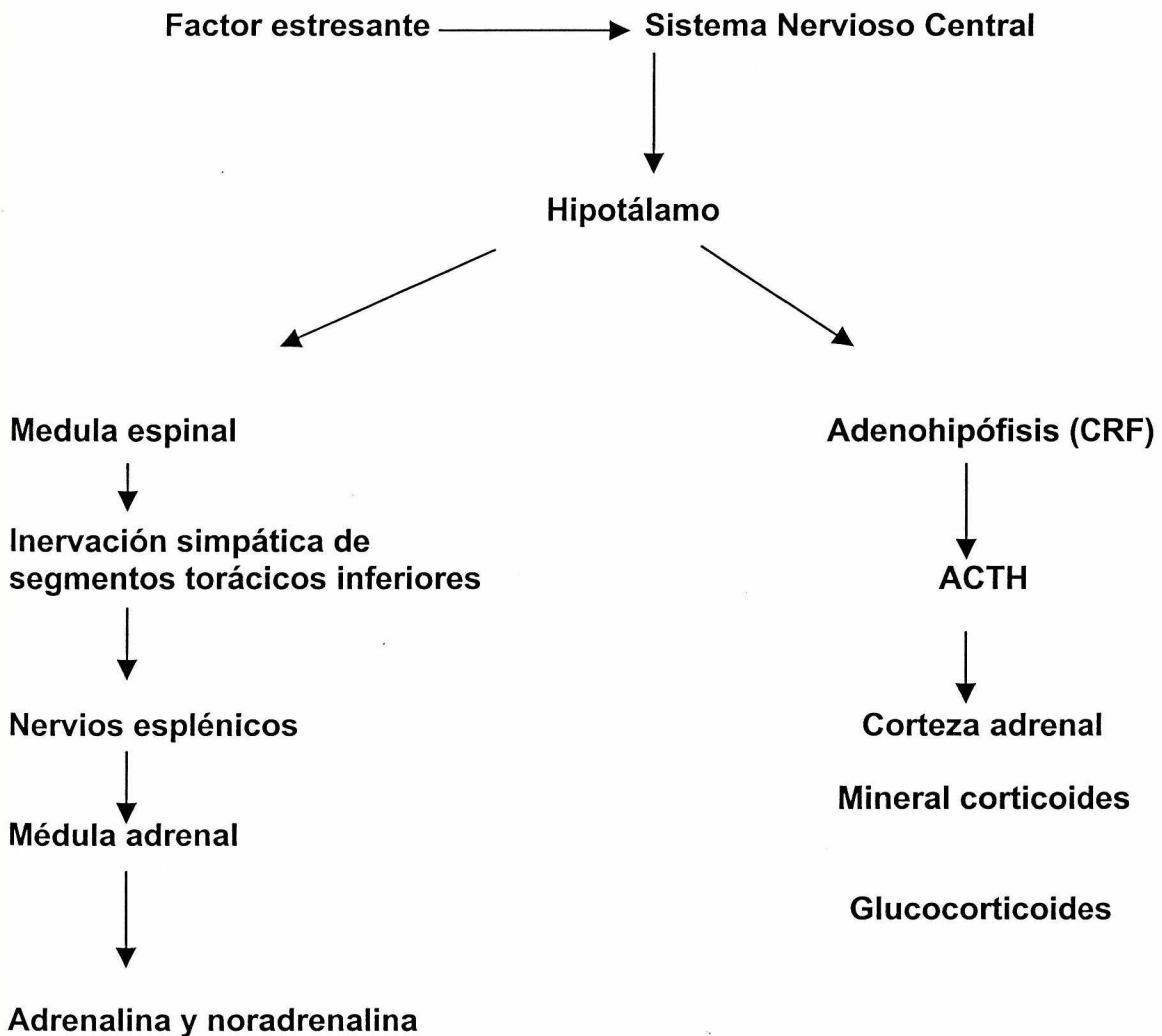 Factor estresante
Sistema Nervioso Central
Hipotálamo
Medula espinal
Adenohipófisis (CRF)
Inervación simpática de
segmentos torácicos inferiores
ACTH
Nervios esplénicos
Corteza adrenal
Mineral corticoides
Médula adrenal
Glucocorticoides
Adrenalina y noradrenalina